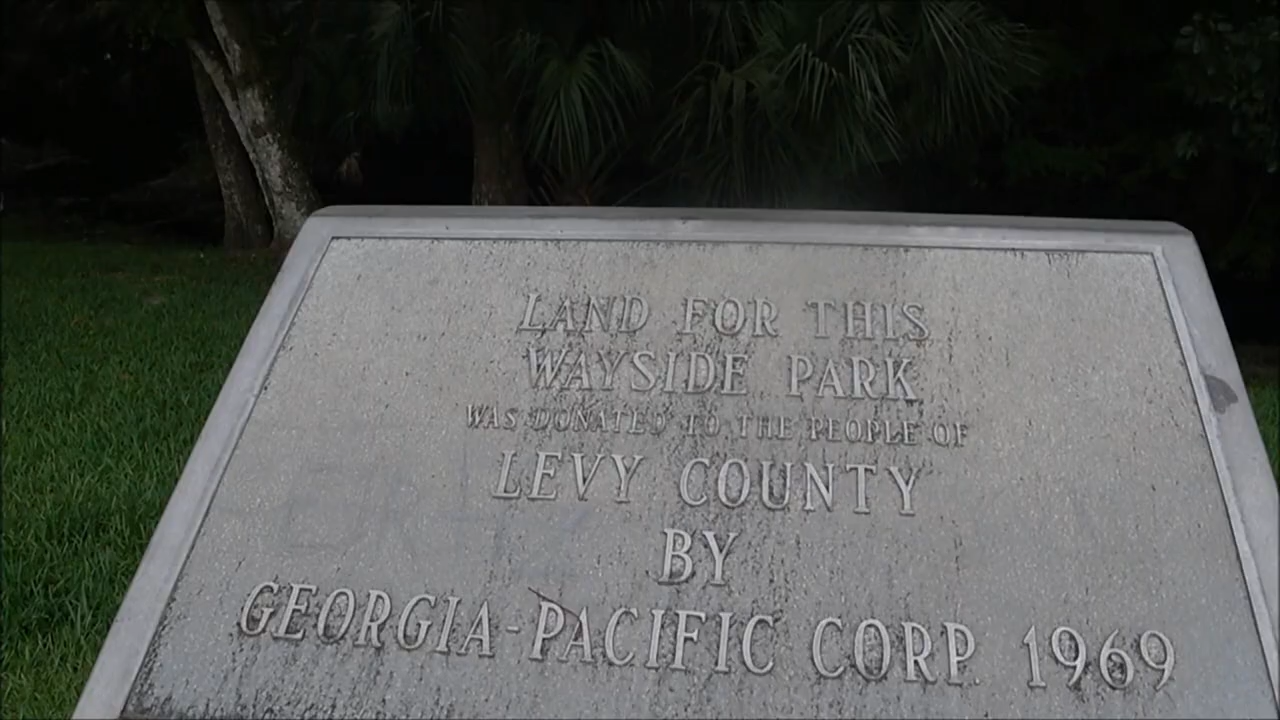 LAND FOR THIS
WAYSIDE PARK
WAS DONATED TO THE PEOPLE OF
LEVY COUNTY
BY
GEORGIA-PACIFIC CORP. 1969